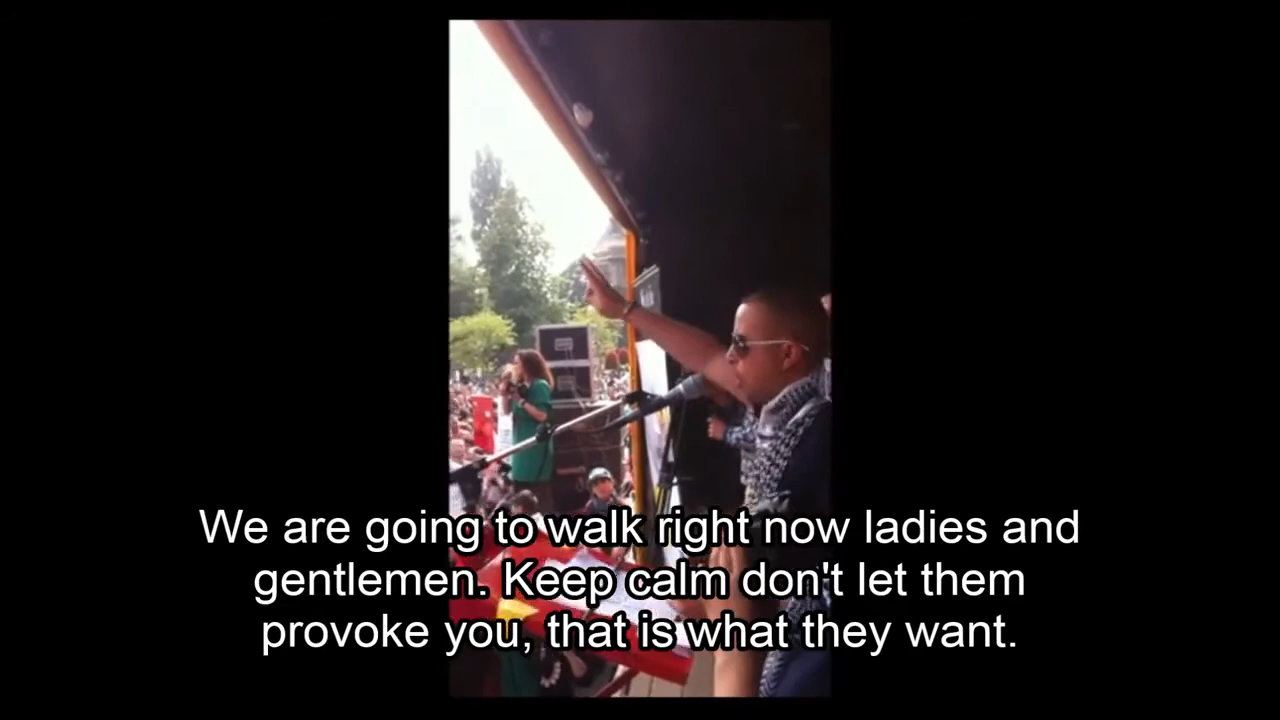 We are going to walk right now ladies and
gentlemen. Keep calm don't let them
provoke you, that is what they want.